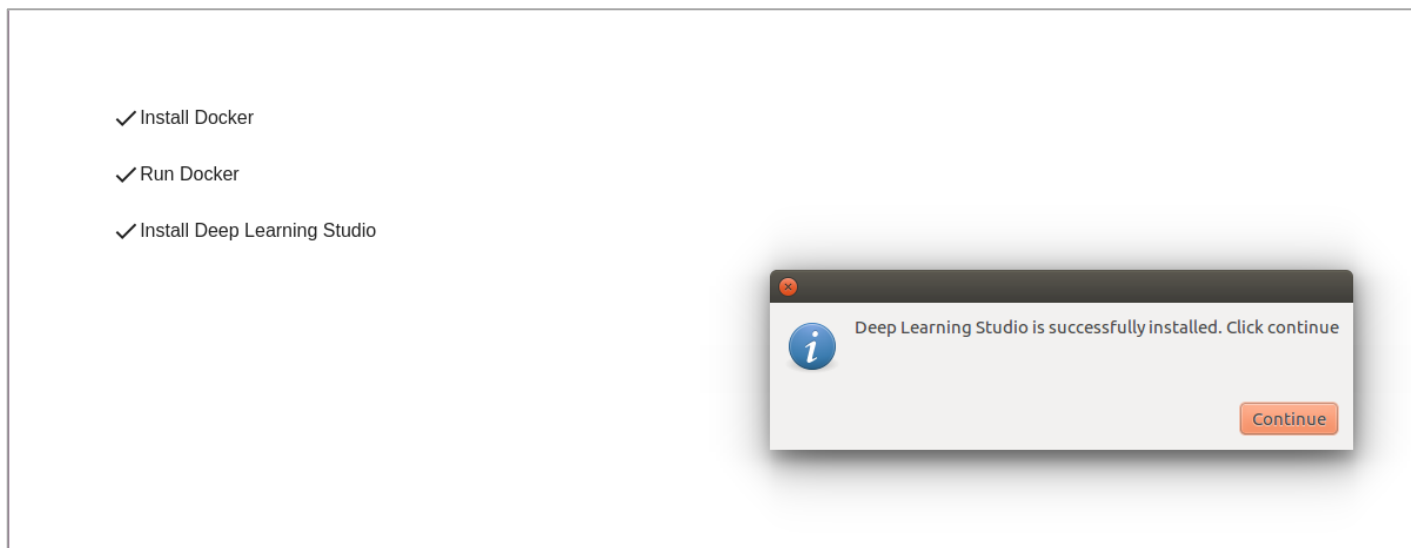 Install Docker
Run Docker
Install Deep Learning Studio
Deep Learning Studio is successfully installed. Click continue
Continue